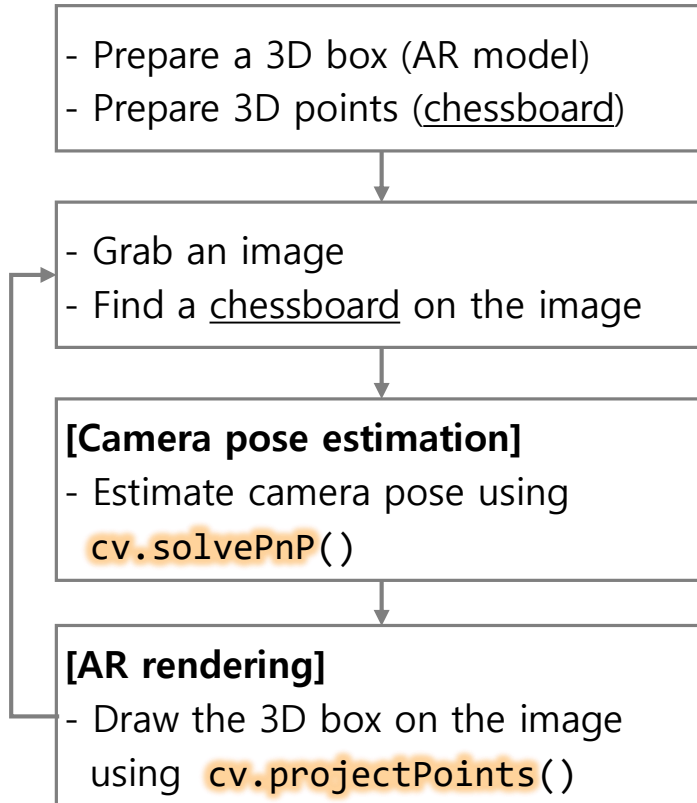 - Prepare a 3D box (AR model)
- Prepare 3D points (chessboard)
- Grab an image
- Find a chessboard on the image
[Camera pose estimation]
- Estimate camera pose using
cv.solvePnP()
[AR rendering]
- Draw the 3D box on the image
using cv.projectPoints()